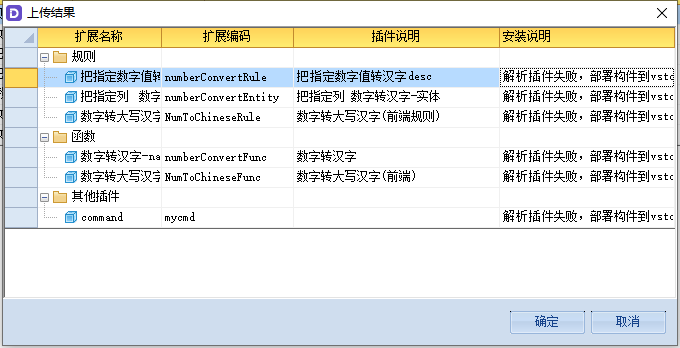 上传结果
扩展名称 扩展编码 插件说明 安装说明
规则
把指定数字值转 numberConvertRule 把指定数字值转汉字desc 解析插件失败，部署构件到vstc
把指定列 数字 numberConvertEntity 把指定列 数字转汉字-实体 解析插件失败，部署构件到vstc
数字转大写汉字 NumToChineseRule 数字转大写汉字(前端规则) 解析插件失败，部署构件到vstc
函数
数字转汉字-na numberConvertFunc 数字转汉字 解析插件失败，部署构件到vstc
数字转大写汉字 NumToChineseFunc 数字转大写汉字(前端) 解析插件失败，部署构件到vstc
其他插件
command mycmd 解析插件失败，部署构件到vstc
确定 取消